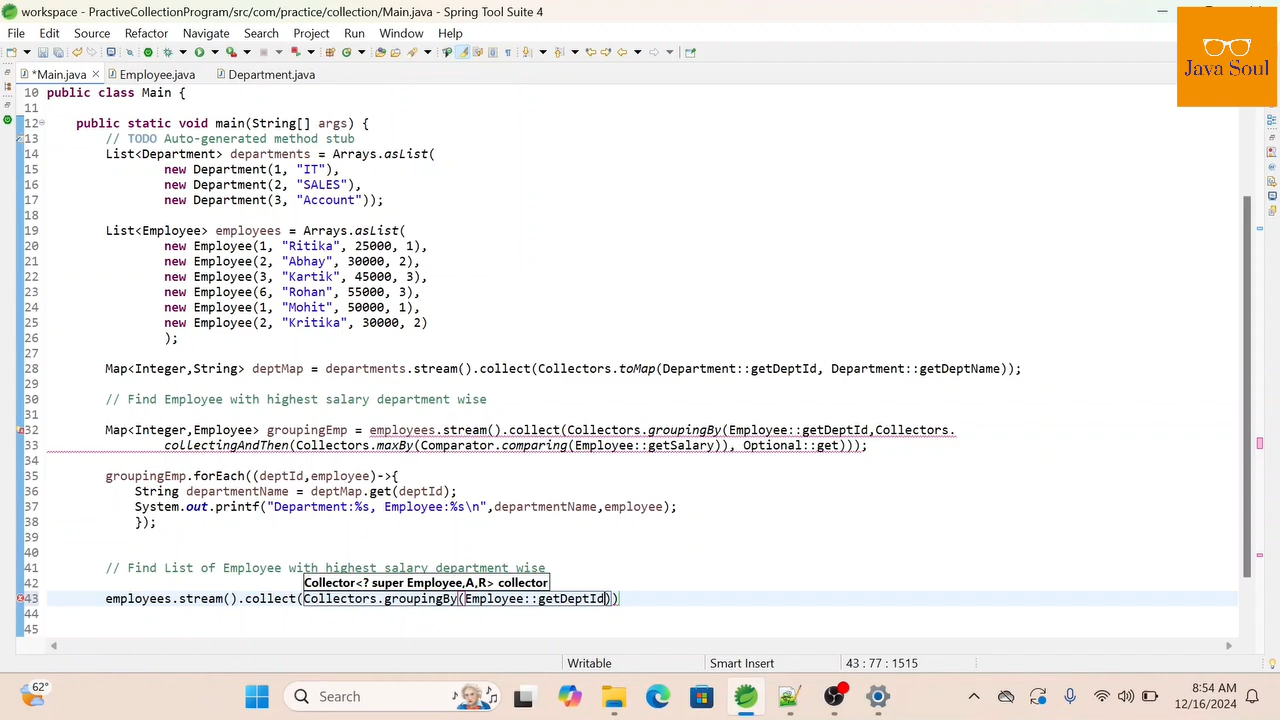 workspace - PractiveCollectionProgram/src/com/practice/collection/Main.java - Spring Tool Suite 4
File Edit Source Refactor Navigate Search Project Run Window Help
Java Soul
*Main.java Employee.java Department.java
10 public class Main {
11
12 public static void main(String[] args) {
13 // TODO Auto-generated method stub
14 List<Department> departments = Arrays.asList(
15 new Department(1, "IT"),
16 new Department(2, "SALES"),
17 new Department(3, "Account"));
18
19 List<Employee> employees = Arrays.asList(
20 new Employee(1, "Ritika", 25000, 1),
21 new Employee(2, "Abhay", 30000, 2),
22 new Employee(3, "Kartik", 45000, 3),
23 new Employee(6, "Rohan", 55000, 3),
24 new Employee(1, "Mohit", 50000, 1),
25 new Employee(2, "Kritika", 30000, 2)
26 );
27
28 Map<Integer,String> deptMap = departments.stream().collect(Collectors.toMap(Department::getDeptId, Department::getDeptName));
29
30 // Find Employee with highest salary department wise
31
32 Map<Integer,Employee> groupingEmp = employees.stream().collect(Collectors.groupingBy(Employee::getDeptId,Collectors.
33 collectingAndThen(Collectors.maxBy(Comparator.comparing(Employee::getSalary)), Optional::get)));
34
35 groupingEmp.forEach((deptId,employee)->{
36 String departmentName = deptMap.get(deptId);
37 System.out.printf("Department:%s, Employee:%s\n",departmentName,employee);
38 });
39
40
41 // Find List of Employee with highest salary department wise
42 Collector<? super Employee,A,R> collector
43 employees.stream().collect(Collectors.groupingBy(Employee::getDeptId))
44
45
Writable Smart Insert 43 : 77 : 1515
62°
Search
8:54 AM
12/16/2024